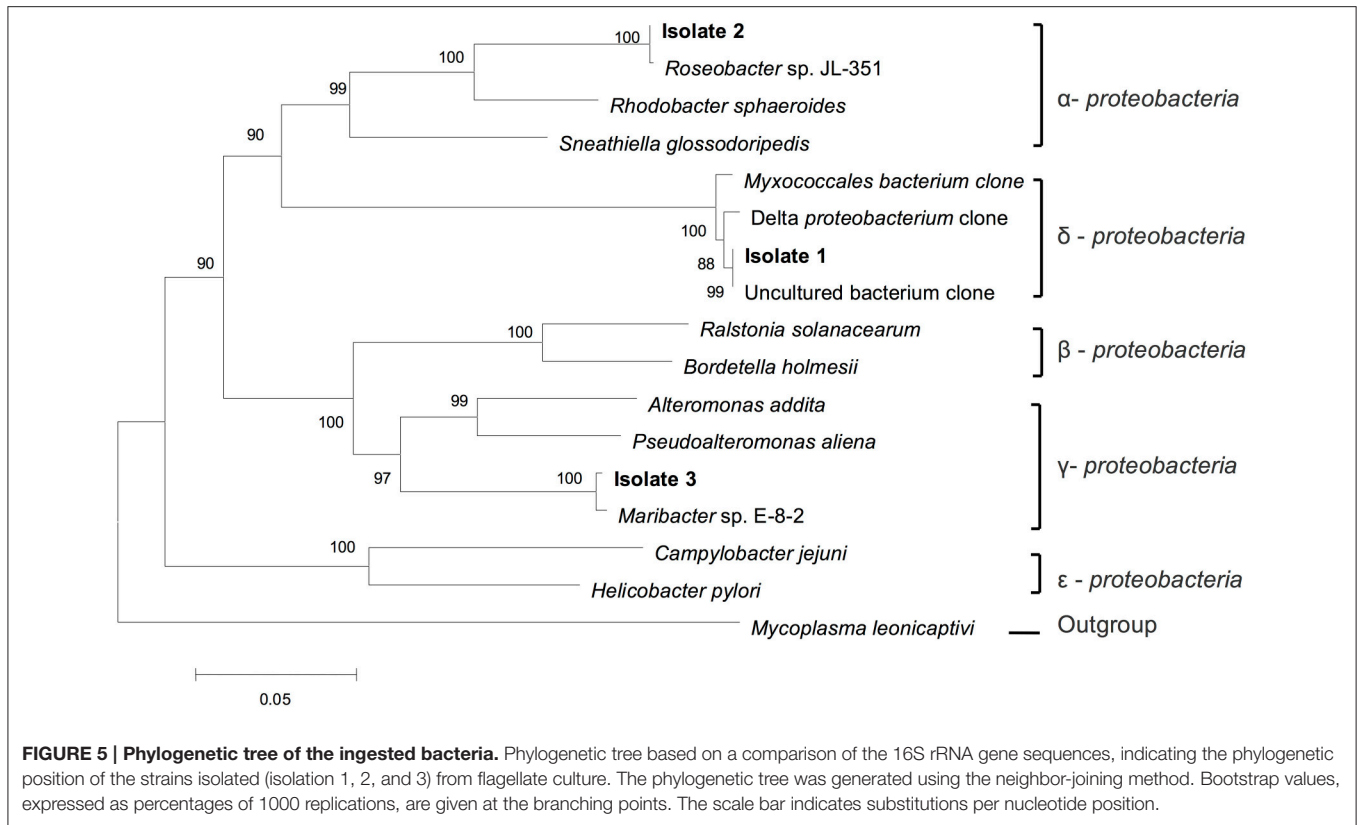 Isolate 2
100
Roseobacter sp. JL-351
100
Rhodobacter sphaeroides
99
Sneathiella glossodoripedis
α- proteobacteria
90
Myxococcales bacterium clone
Delta proteobacterium clone
100
Isolate 1
88
Uncultured bacterium clone
99
δ - proteobacteria
90
Ralstonia solanacearum
100
Bordetella holmesii
β - proteobacteria
100
Alteromonas addita
99
Pseudoalteromonas aliena
97
Isolate 3
100
Maribacter sp. E-8-2
γ- proteobacteria
Campylobacter jejuni
100
Helicobacter pylori
ε - proteobacteria
Mycoplasma leonicaptivi
Outgroup
0.05
FIGURE 5 | Phylogenetic tree of the ingested bacteria. Phylogenetic tree based on a comparison of the 16S rRNA gene sequences, indicating the phylogenetic
position of the strains isolated (isolation 1, 2, and 3) from flagellate culture. The phylogenetic tree was generated using the neighbor-joining method. Bootstrap values,
expressed as percentages of 1000 replications, are given at the branching points. The scale bar indicates substitutions per nucleotide position.